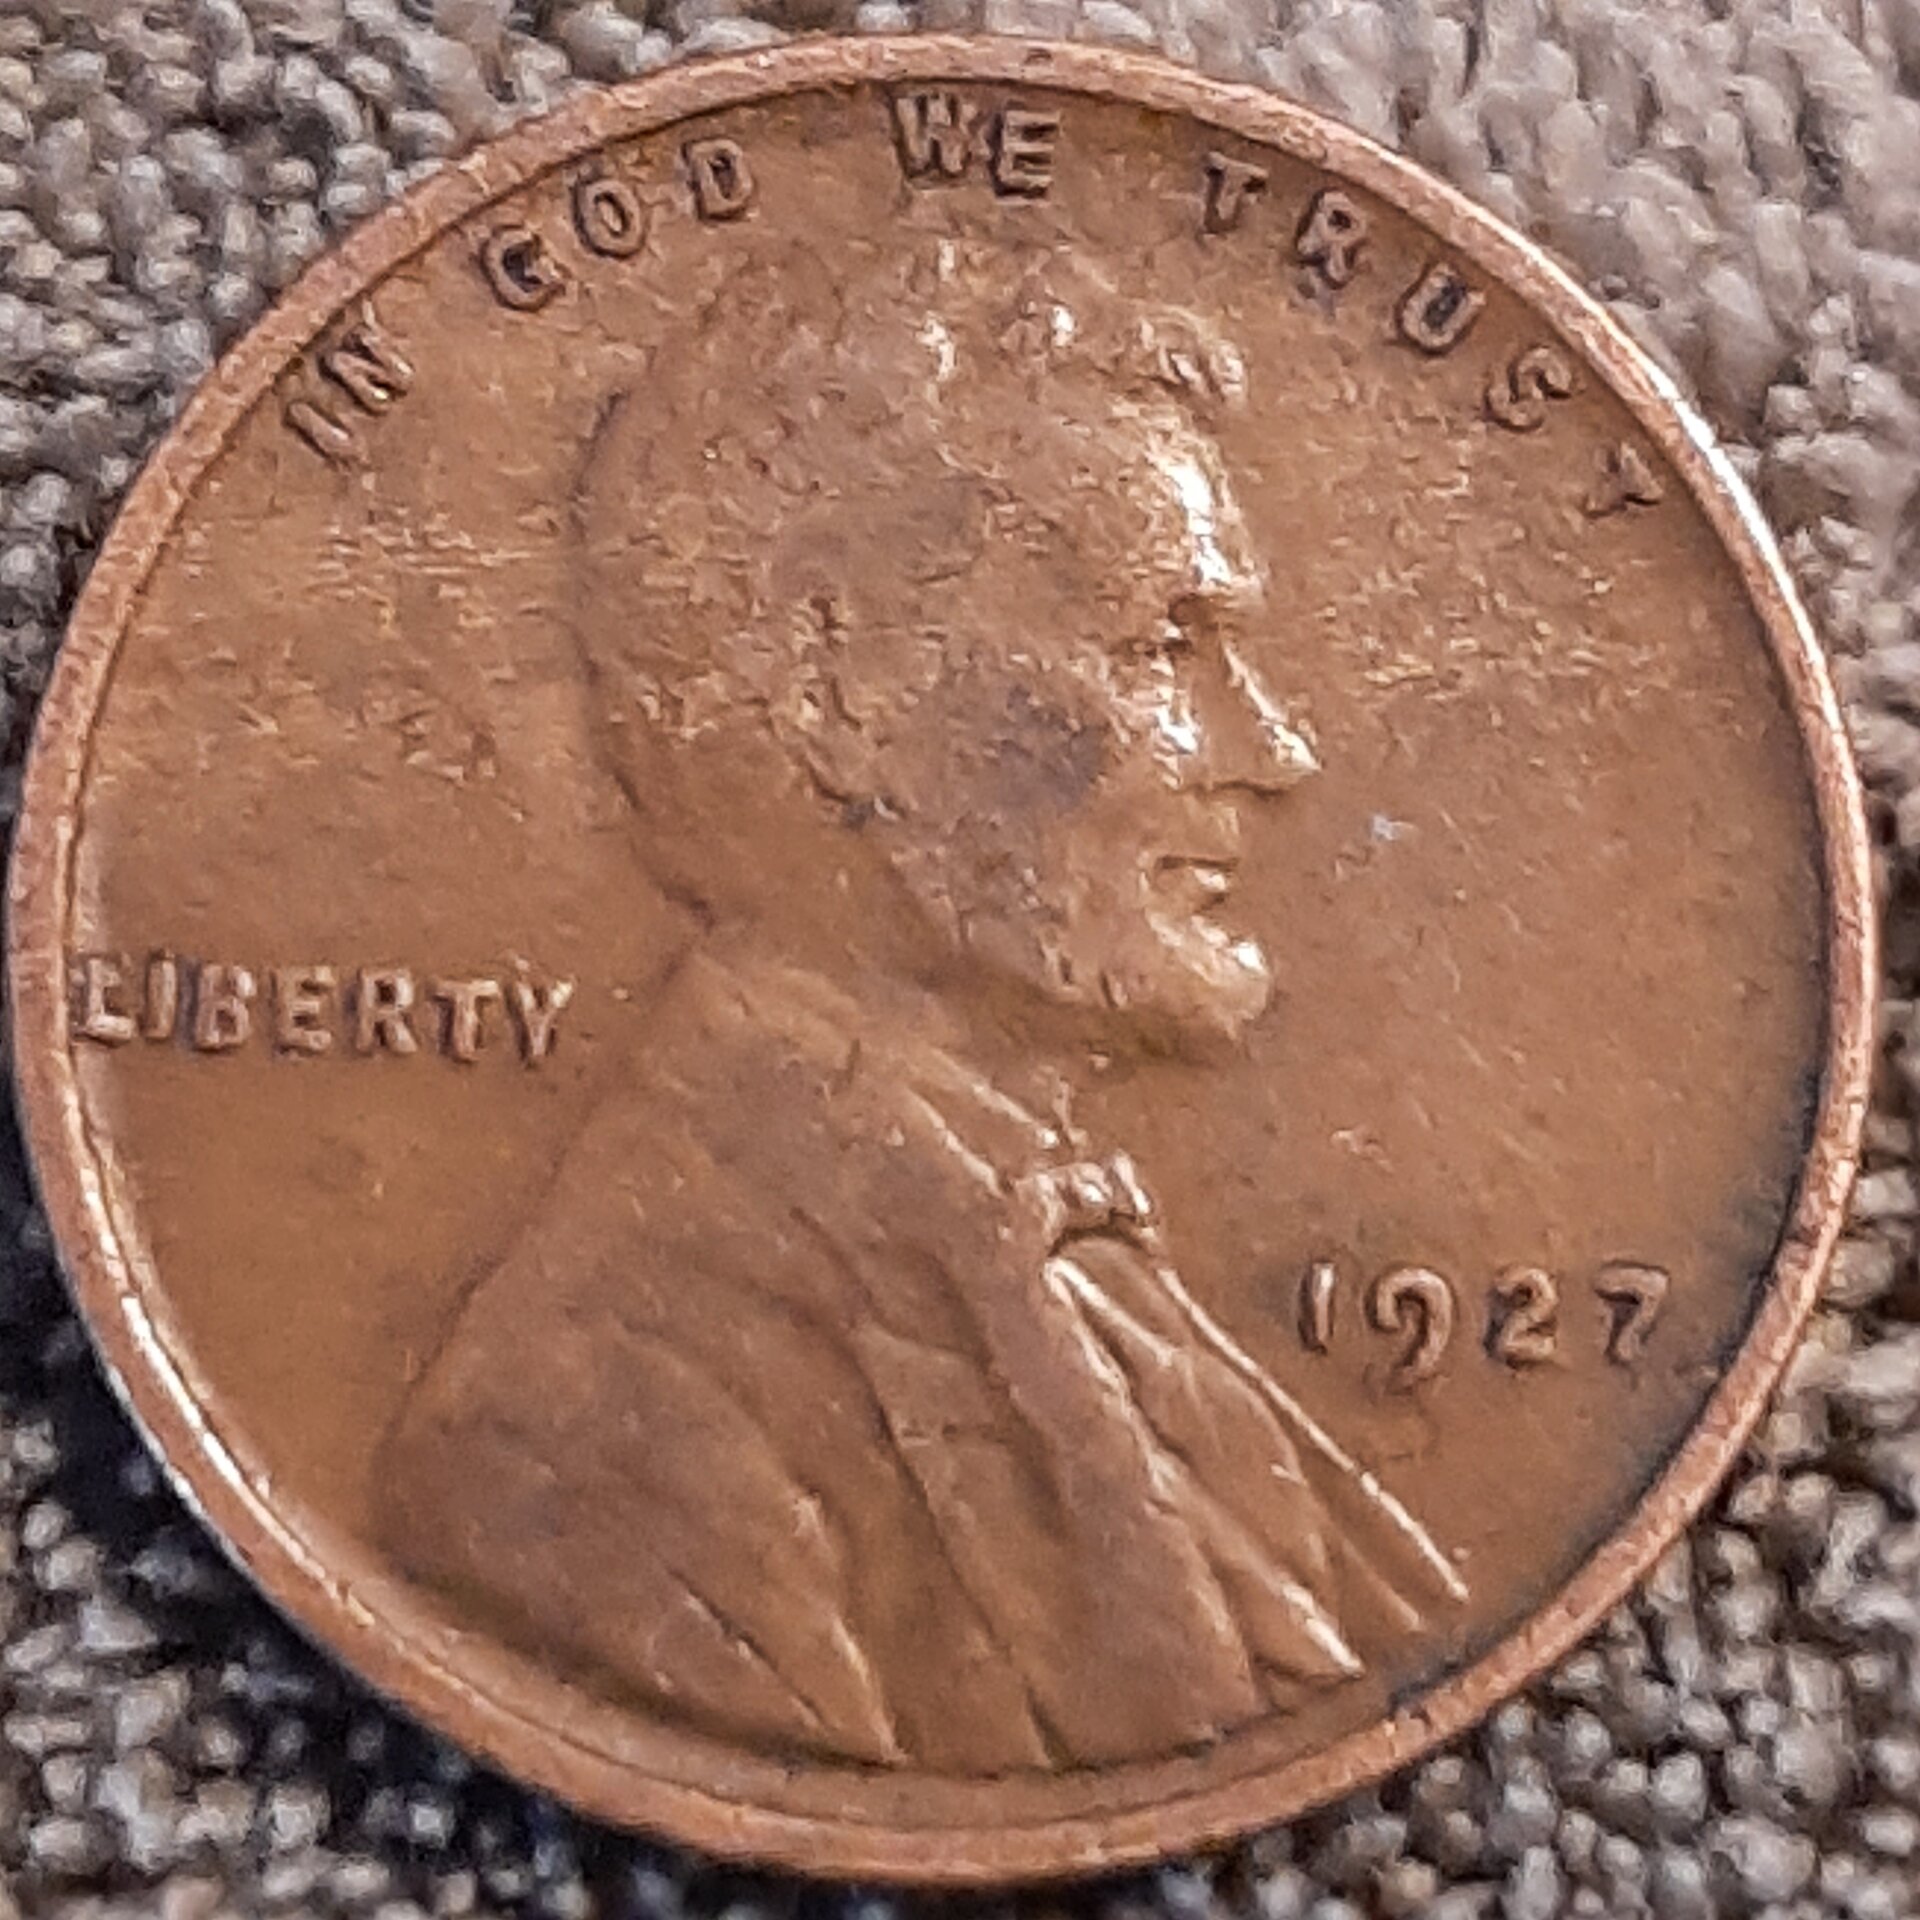 IN GOD WE TRUST
LIBERTY
1927